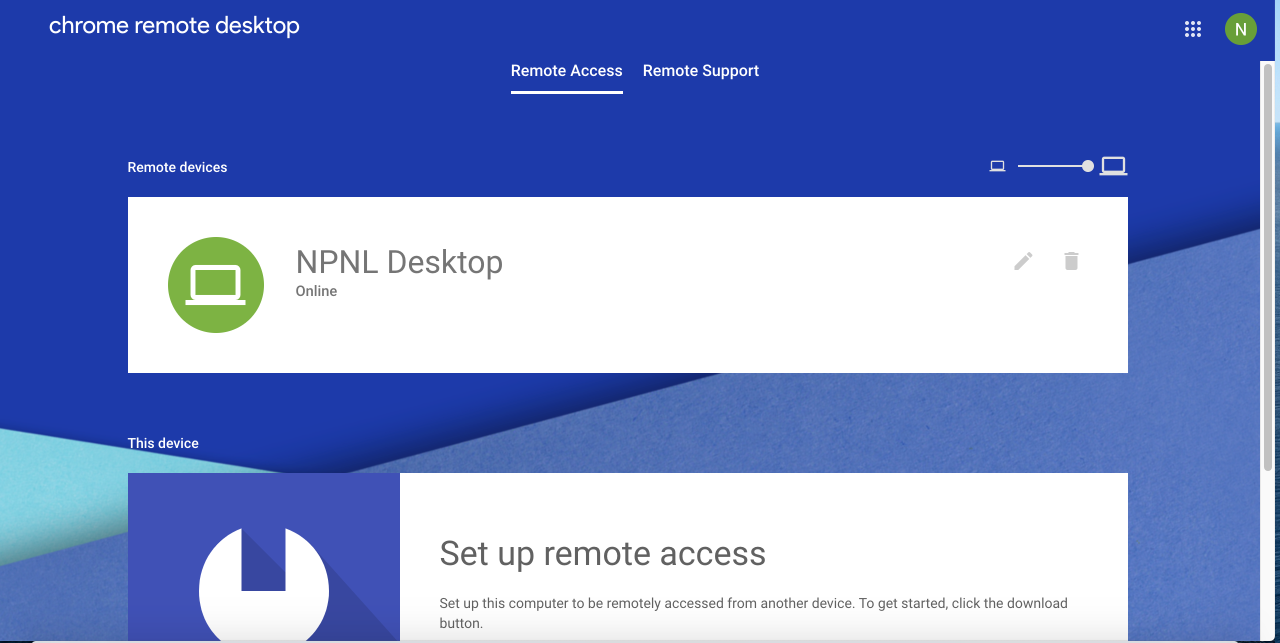 chrome remote desktop
N
Remote Access Remote Support
Remote devices
NPNL Desktop
Online
This device
Set up remote access
Set up this computer to be remotely accessed from another device. To get started, click the download
button.